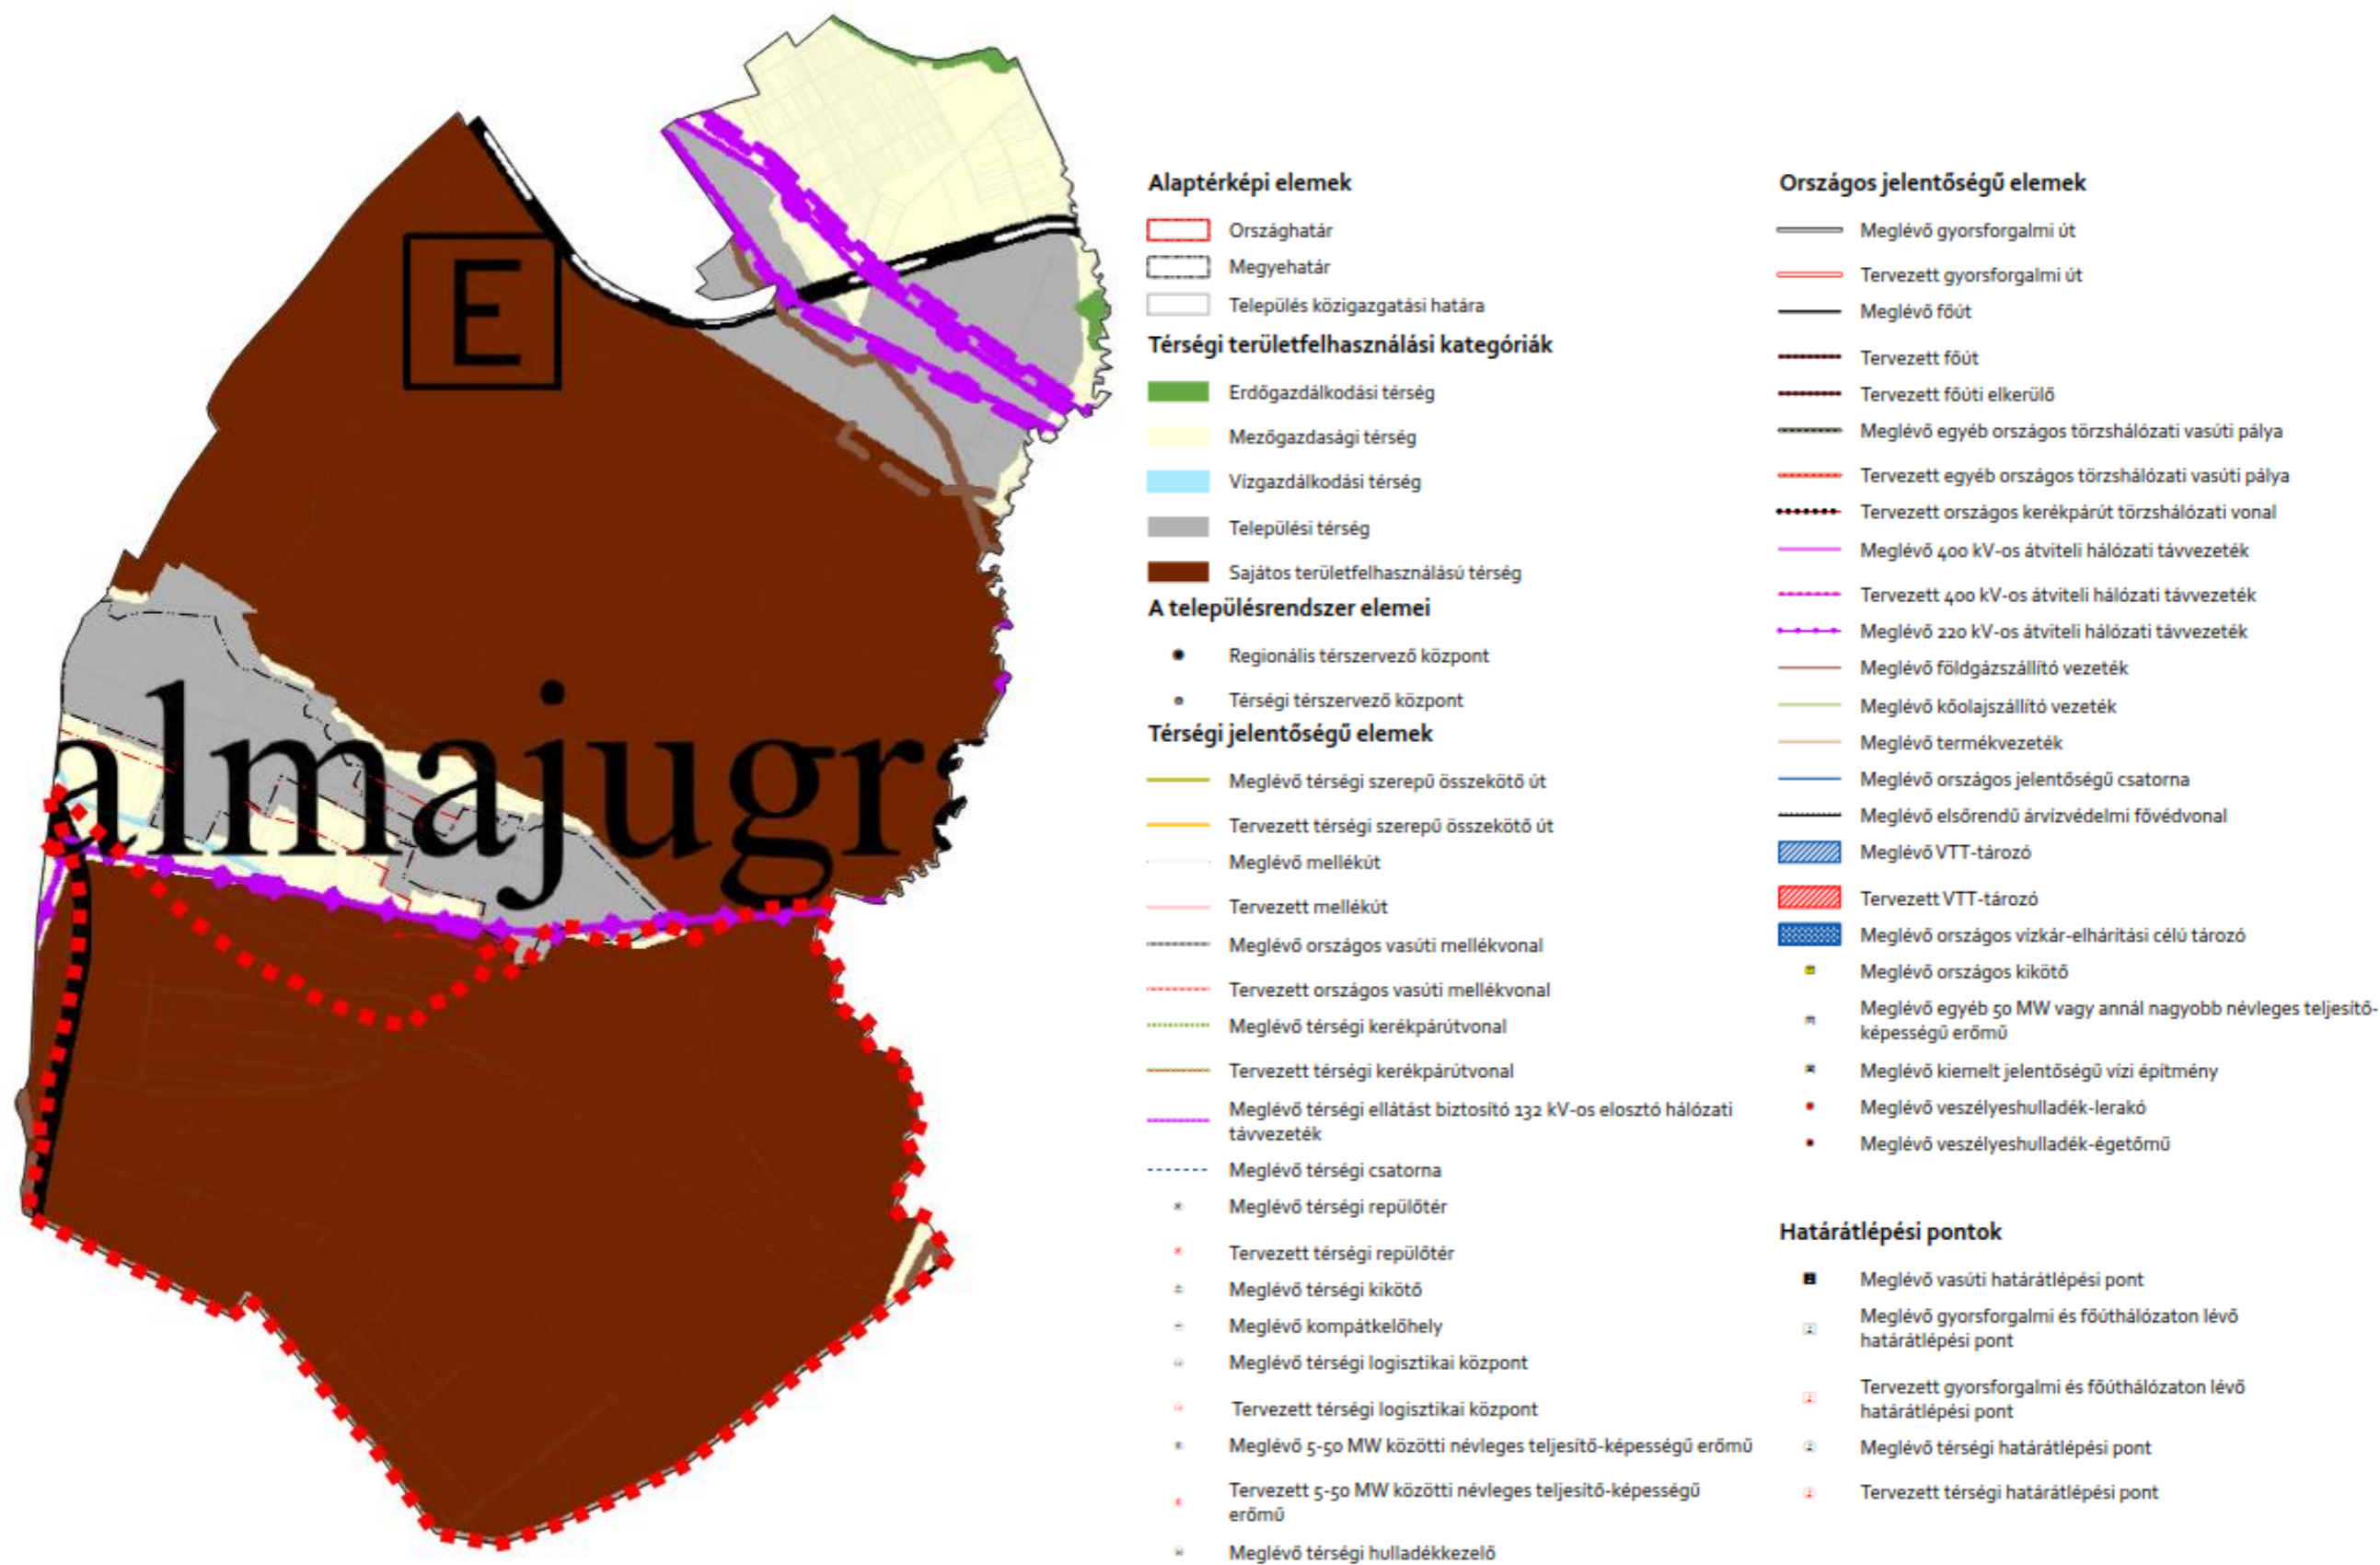 E
almajugr
Alaptérképi elemek
Országhatár
Megyehatár
Település közigazgatási határa
Térségi területfelhasználási kategóriák
Erdőgazdálkodási térség
Mezőgazdasági térség
Vízgazdálkodási térség
Települési térség
Sajátos területfelhasználású térség
A településrendszer elemei
Regionális térszervező központ
Térségi térszervező központ
Térségi jelentőségű elemek
Meglévő térségi szerepű összekötő út
Tervezett térségi szerepű összekötő út
Meglévő mellékút
Tervezett mellékút
Meglévő országos vasúti mellékvonal
Tervezett országos vasúti mellékvonal
Meglévő térségi kerékpárútvonal
Tervezett térségi kerékpárútvonal
Meglévő térségi ellátást biztosító 132 kV-os elosztó hálózati
távvezeték
Meglévő térségi csatorna
Meglévő térségi repülőtér
Tervezett térségi repülőtér
Meglévő térségi kikötő
Meglévő kompátkelőhely
Meglévő térségi logisztikai központ
Tervezett térségi logisztikai központ
Meglévő 5-50 MW közötti névleges teljesítő-képességű erőmű
Tervezett 5-50 MW közötti névleges teljesítő-képességű
erőmű
Meglévő térségi hulladékkezelő
Országos jelentőségű elemek
Meglévő gyorsforgalmi út
Tervezett gyorsforgalmi út
Meglévő főút
Tervezett főút
Tervezett főúti elkerülő
Meglévő egyéb országos törzshálózati vasúti pálya
Tervezett egyéb országos törzshálózati vasúti pálya
Tervezett országos kerékpárút törzshálózati vonal
Meglévő 400 kV-os átviteli hálózati távvezeték
Tervezett 400 kV-os átviteli hálózati távvezeték
Meglévő 220 kV-os átviteli hálózati távvezeték
Meglévő földgázszállító vezeték
Meglévő kőolajszállító vezeték
Meglévő termékvezeték
Meglévő országos jelentőségű csatorna
Meglévő elsőrendű árvízvédelmi fővédvonal
Meglévő VTT-tározó
Tervezett VTT-tározó
Meglévő országos vízkár-elhárítási célú tározó
Meglévő országos kikötő
Meglévő egyéb 50 MW vagy annál nagyobb névleges teljesítő-
képességű erőmű
Meglévő kiemelt jelentőségű vízi építmény
Meglévő veszélyeshulladék-lerakó
Meglévő veszélyeshulladék-égetőmű
Határátlépési pontok
Meglévő vasúti határátlépési pont
Meglévő gyorsforgalmi és főúthálózaton lévő
határátlépési pont
Tervezett gyorsforgalmi és főúthálózaton lévő
határátlépési pont
Meglévő térségi határátlépési pont
Tervezett térségi határátlépési pont